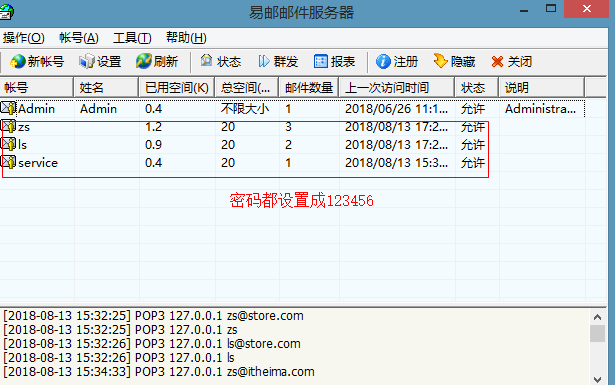 易邮邮件服务器
操作(O) 帐号(A) 工具(T) 帮助(H)
新帐号 设置 刷新 状态 群发 报表 注册 隐藏 关闭
帐号 姓名 已用空间(K) 总空间(... 邮件数量 上一次访问时间 状态 说明
Admin Admin 0.4 不限大小 1 2018/06/26 11:1... 允许 Administra...
zs 1.2 20 3 2018/08/13 17:2... 允许
ls 0.9 20 2 2018/08/13 17:2... 允许
service 0.4 20 1 2018/08/13 15:3... 允许
密码都设置成123456
[2018-08-13 15:32:25] POP3 127.0.0.1 zs@store.com
[2018-08-13 15:32:25] POP3 127.0.0.1 zs
[2018-08-13 15:32:26] POP3 127.0.0.1 ls@store.com
[2018-08-13 15:32:26] POP3 127.0.0.1 ls
[2018-08-13 15:34:33] POP3 127.0.0.1 zs@itheima.com